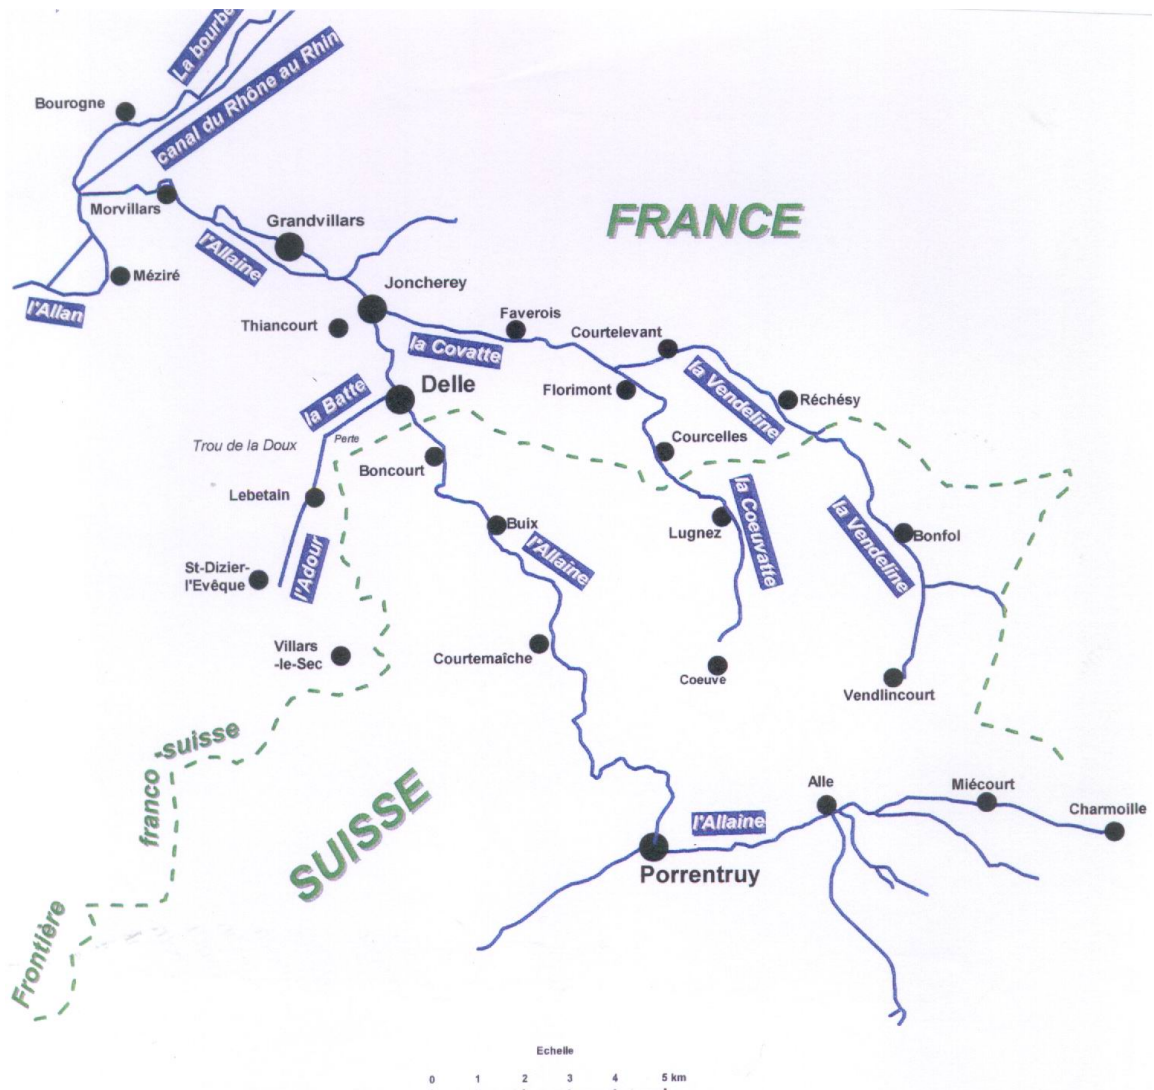 La bourbe
canal du Rhône au Rhin
Bourogne
FRANCE
Morvillars
Grandvillars
l'Allaine
Méziré
Joncherey
l'Allan
Thiancourt
Faverois
Courtelevant
la Covatte
la Vendeline
Delle
Florimont
Réchésy
la Batte
Trou de la Doux
Perte
Courcelles
Boncourt
Lebetain
la Coeuvatte
Buix
Lugnez
la Vendeline
Bonfol
l'Allaine
St-Dizier-
l'Evêque
l'Adour
Villars
-le-Sec
Courtemaîche
Coeuve
Vendlincourt
Frontière
franco
-suisse
SUISSE
Alle
Miécourt
Charmoille
l'Allaine
Porrentruy
Echelle
0 1 2 3 4 5 km